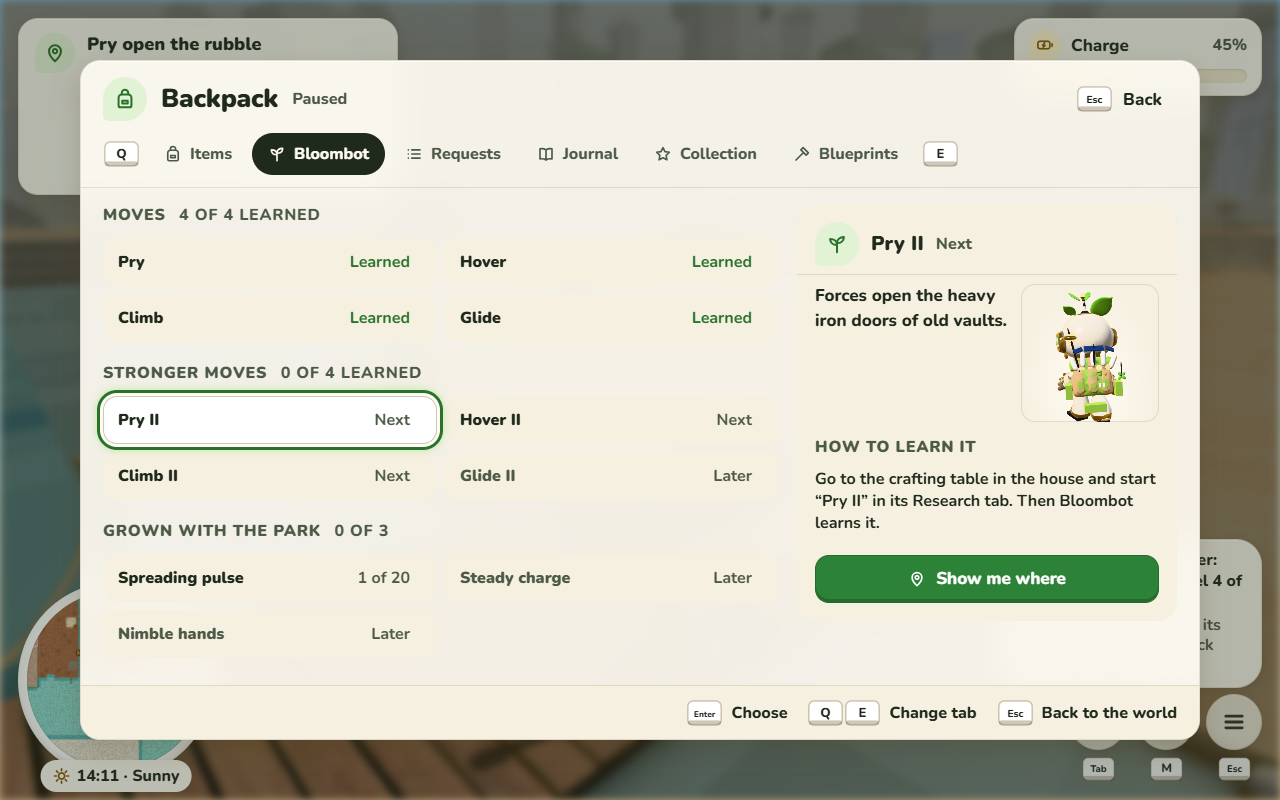 Pry open the rubble
Charge 45%
Backpack Paused
Esc Back
Q Items Bloombot Requests Journal Collection Blueprints E
MOVES 4 OF 4 LEARNED
Pry Learned
Hover Learned
Climb Learned
Glide Learned
STRONGER MOVES 0 OF 4 LEARNED
Pry II Next
Hover II Next
Climb II Next
Glide II Later
GROWN WITH THE PARK 0 OF 3
Spreading pulse 1 of 20
Steady charge Later
Nimble hands Later
Pry II Next
Forces open the heavy
iron doors of old vaults.
HOW TO LEARN IT
Go to the crafting table in the house and start
“Pry II” in its Research tab. Then Bloombot
learns it.
Show me where
4 of
its
Enter Choose Q E Change tab Esc Back to the world
14:11 · Sunny
Tab M Esc